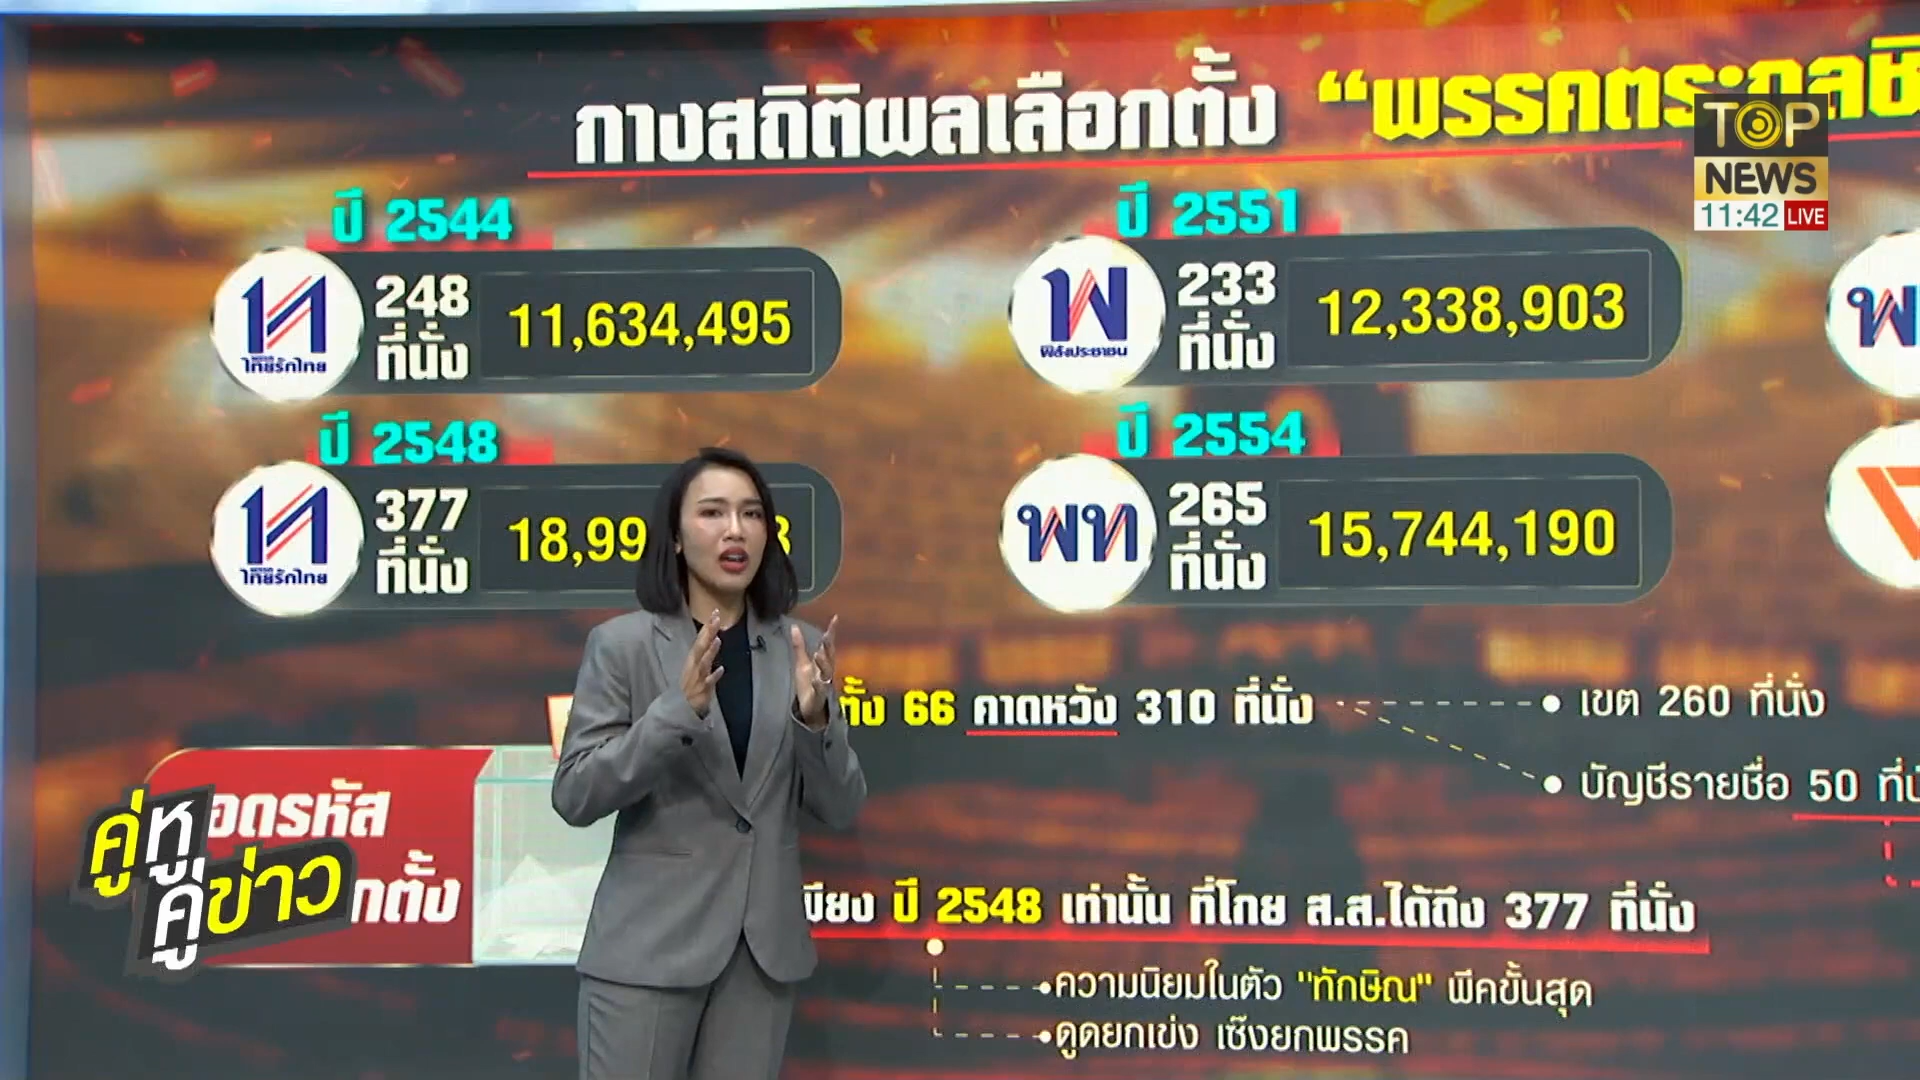 กางสถิติผลเลือกตั้ง "พรรคตระกูลชิ
TOP
NEWS
11:42 LIVE
ปี 2544
248
ที่นั่ง
11,634,495
พรรค
ไทยรักไทย
ปี 2551
พ
พลังประชาชน
233
ที่นั่ง
12,338,903
ปี 2548
พรรค
ไทยรักไทย
377
ที่นั่ง
18,99
ปี 2554
พท
265
ที่นั่ง
15,744,190
ตั้ง 66 คาดหวัง 310 ที่นั่ง
เขต 260 ที่นั่ง
บัญชีรายชื่อ 50
อดรหัส
กตั้ง
คู่หู
คู่ข่าว
ปี 2548 เท่านั้น ที่โกย ส.ส.ได้ถึง 377 ที่นั่ง
ความนิยมในตัว "ทักษิณ" พีคขั้นสุด
ดูดยกเข่ง เซ๊งยกพรรค